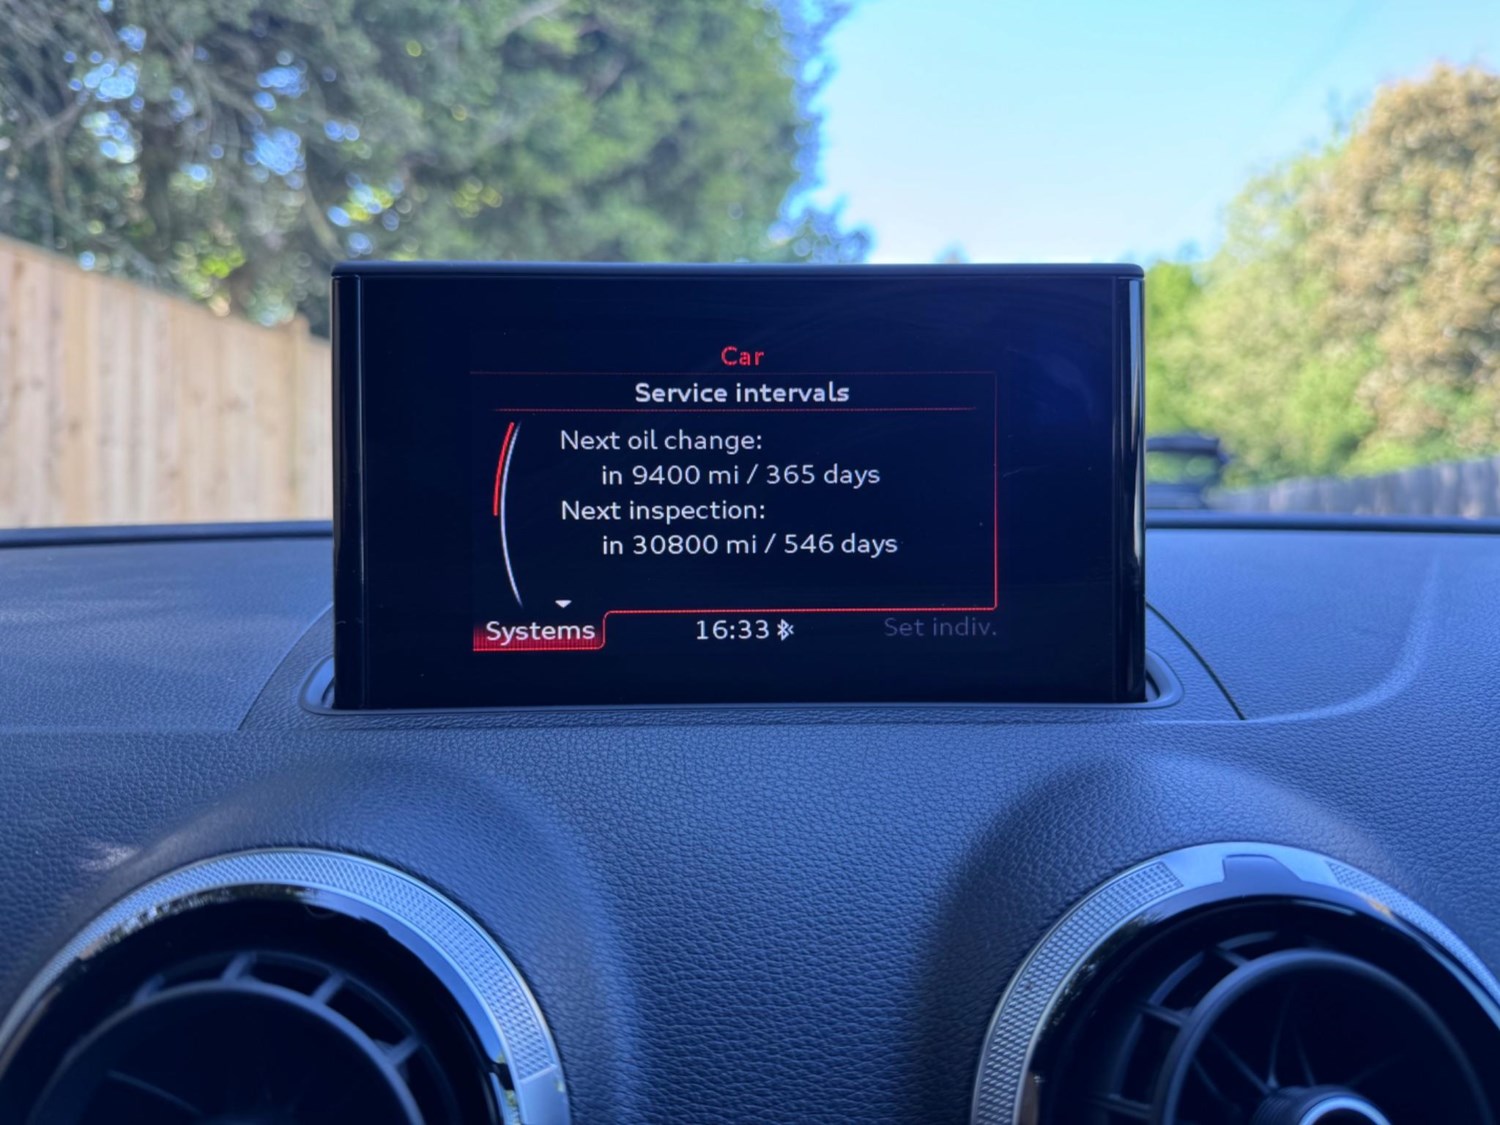 Car
Service intervals
Next oil change:
in 9400 mi / 365 days
Next inspection:
in 30800 mi / 546 days
Systems
16:33
Set indiv.